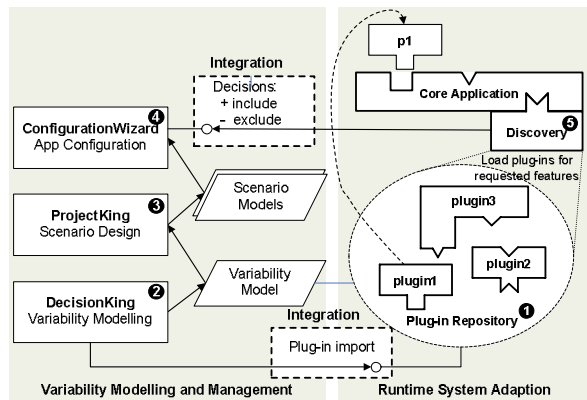 p1
Integration
Decisions:
+ include
– exclude
Core Application
4
ConfigurationWizard
App Configuration
5
Discovery
Load plug-ins for
requested features
Scenario
Models
3
ProjectKing
Scenario Design
plugin3
plugin2
plugin1
Variability
Model
2
DecisionKing
Variability Modelling
Plug-in Repository 1
Integration
Plug-in import
Variability Modelling and Management
Runtime System Adaption